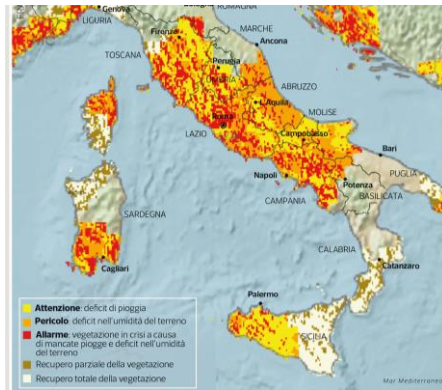 ROMAGNA
Genova
LIGURIA
MARCHE
Firenze
Ancona
TOSCANA
Perugia
UMBRIA
ABRUZZO
L'Aquila
MOLISE
Roma
LAZIO
Campobasso
Bari
Napoli
PUGLIA
Potenza
CAMPANIA
BASILICATA
SARDEGNA
CALABRIA
Cagliari
Catanzaro
Palermo
SICILIA
Attenzione: deficit di pioggia
Pericolo: deficit nell'umidità del terreno
Allarme: vegetazione in crisi a causa
di mancate piogge e deficit nell'umidità
del terreno
Recupero parziale della vegetazione
Recupero totale della vegetazione
Mar Mediterraneo